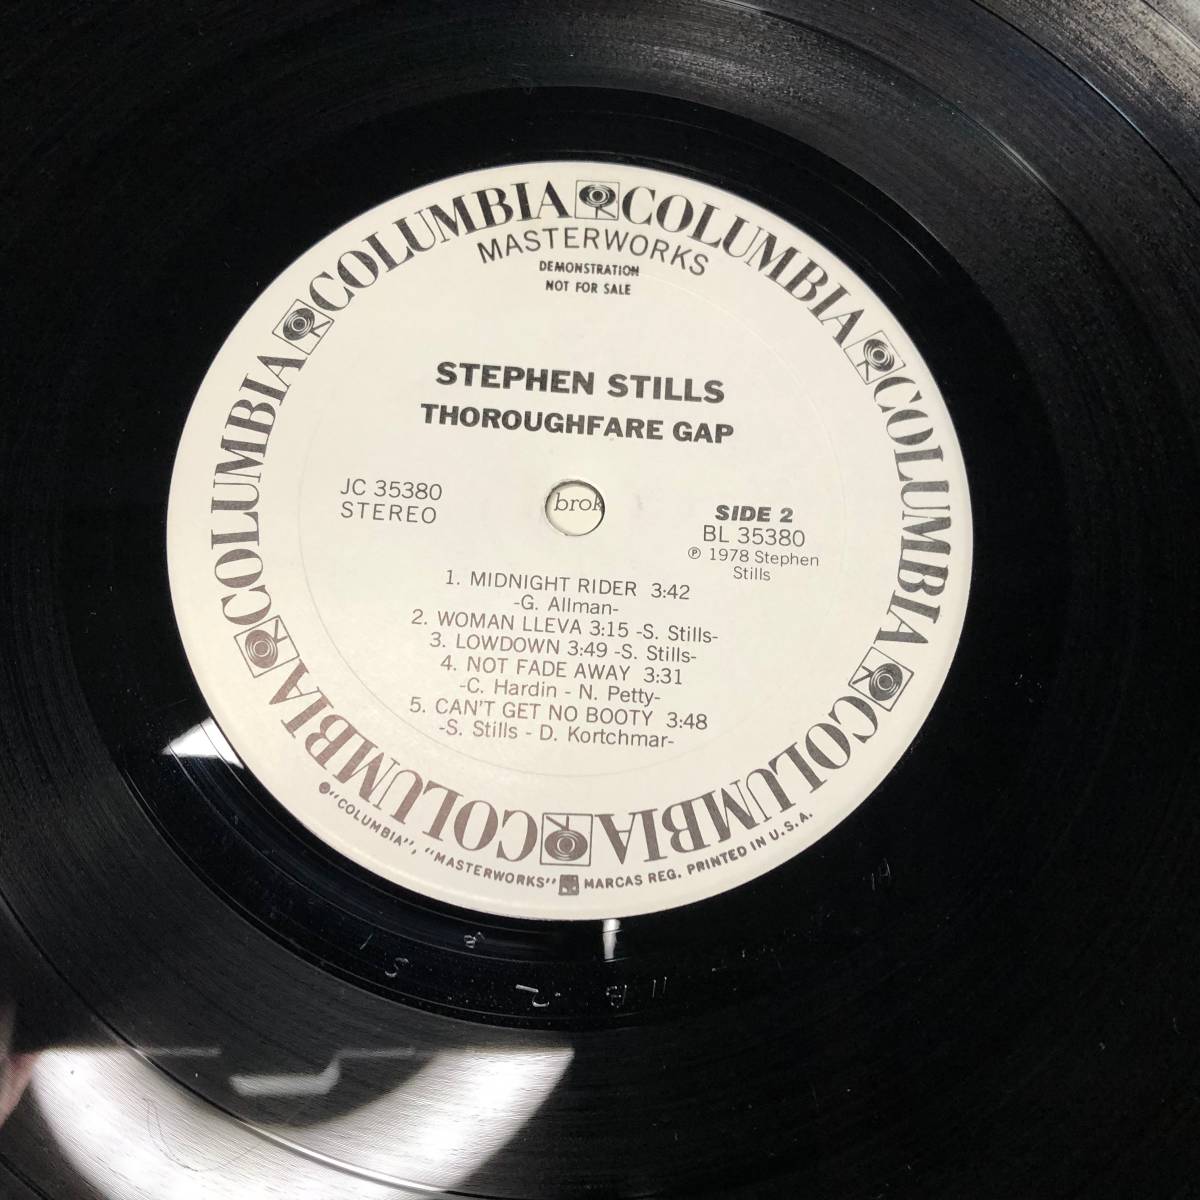 COLUMBIA COLUMBIA COLUMBIA COLUMBIA COLUMBIA COLUMBIA
MASTERWORKS
DEMONSTRATION
NOT FOR SALE
STEPHEN STILLS
THOROUGHFARE GAP
JC 35380
STEREO
brok
SIDE 2
BL 35380
℗ 1978 Stephen
Stills
1. MIDNIGHT RIDER 3:42
-G. Allman-
2. WOMAN LLEVA 3:15 -S. Stills-
3. LOWDOWN 3:49 -S. Stills-
4. NOT FADE AWAY 3:31
-C. Hardin - N. Petty-
5. CAN'T GET NO BOOTY 3:48
-S. Stills - D. Kortchmar-
"COLUMBIA", "MASTERWORKS" MARCAS REG. PRINTED IN U.S.A.